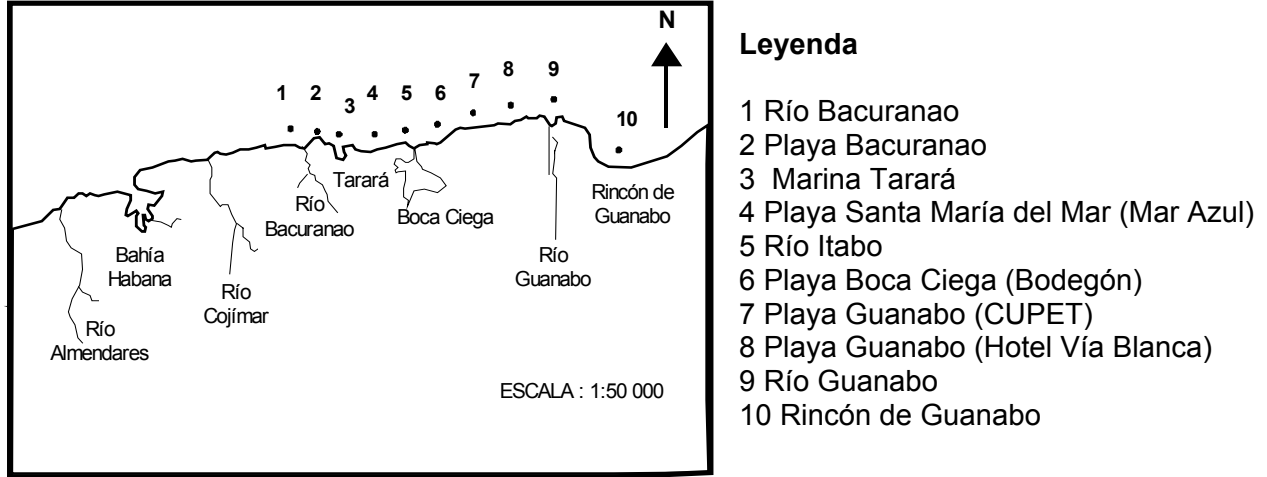 N
1
2
3
4
5
6
7
8
9
10
Tarará
Río
Bacuranao
Boca Ciega
Rincón de
Guanabo
Bahía
Habana
Río
Guanabo
Río
Cojímar
Río
Almendares
ESCALA : 1:50 000
Leyenda
1 Río Bacuranao
2 Playa Bacuranao
3 Marina Tarará
4 Playa Santa María del Mar (Mar Azul)
5 Río Itabo
6 Playa Boca Ciega (Bodegón)
7 Playa Guanabo (CUPET)
8 Playa Guanabo (Hotel Vía Blanca)
9 Río Guanabo
10 Rincón de Guanabo